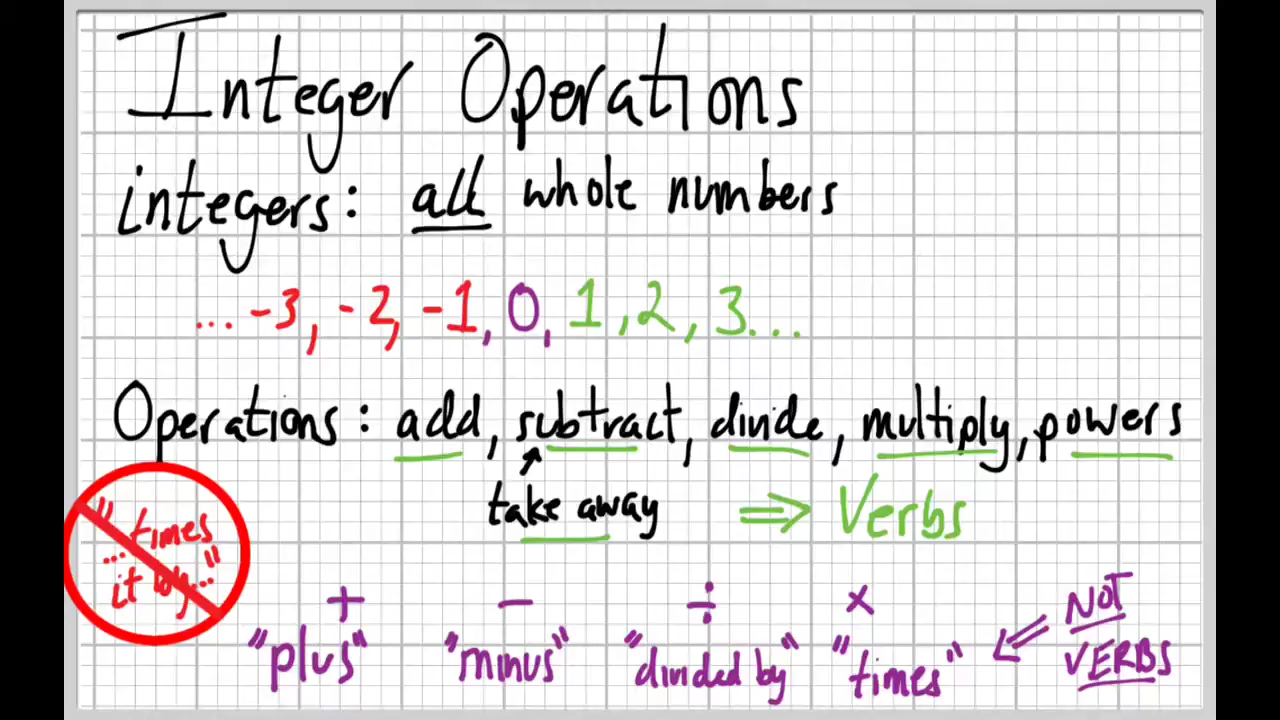 Integer Operations
integers: all whole numbers
... -3, -2, -1, 0, 1, 2, 3...
Operations: add, subtract, divide, multiply, powers
take away ⇒ Verbs
"...times
it by..."
+ − ÷ ×
"plus" "minus" "divided by" "times"
NOT
VERBS